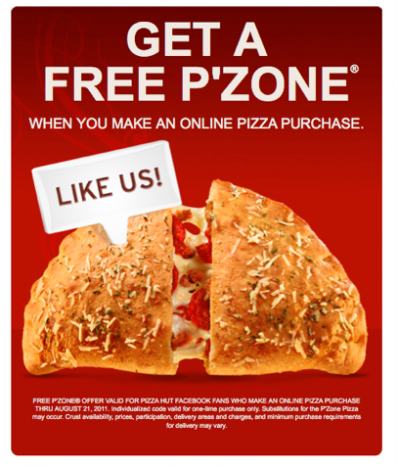 GET A
FREE P'ZONE®
WHEN YOU MAKE AN ONLINE PIZZA PURCHASE.
LIKE US!
FREE P'ZONE® OFFER VALID FOR PIZZA HUT FACEBOOK FANS WHO MAKE AN ONLINE PIZZA PURCHASE
THRU AUGUST 21, 2011. Individualized code valid for one-time purchase only. Substitutions for the P'Zone Pizza
may occur. Crust availability, prices, participation, delivery areas and charges, and minimum purchase requirements
for delivery may vary.